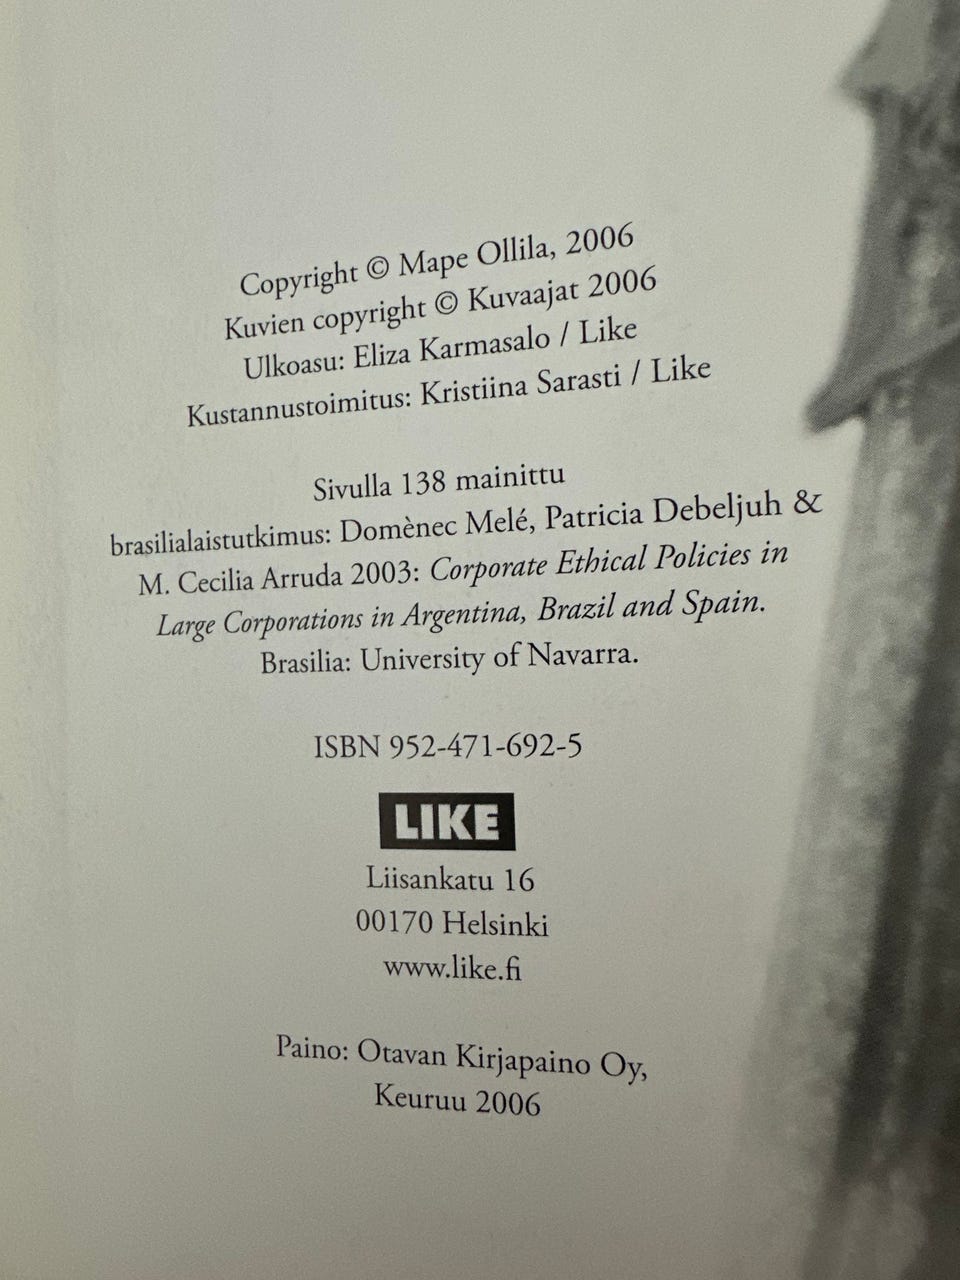 Copyright © Mape Ollila, 2006
Kuvien copyright © Kuvaajat 2006
Ulkoasu: Eliza Karmasalo / Like
Kustannustoimitus: Kristiina Sarasti / Like
Sivulla 138 mainittu
brasilialaistutkimus: Domènec Melé, Patricia Debeljuh &
M. Cecilia Arruda 2003: Corporate Ethical Policies in
Large Corporations in Argentina, Brazil and Spain.
Brasilia: University of Navarra.
ISBN 952-471-692-5
LIKE
Liisankatu 16
00170 Helsinki
www.like.fi
Paino: Otavan Kirjapaino Oy,
Keuruu 2006